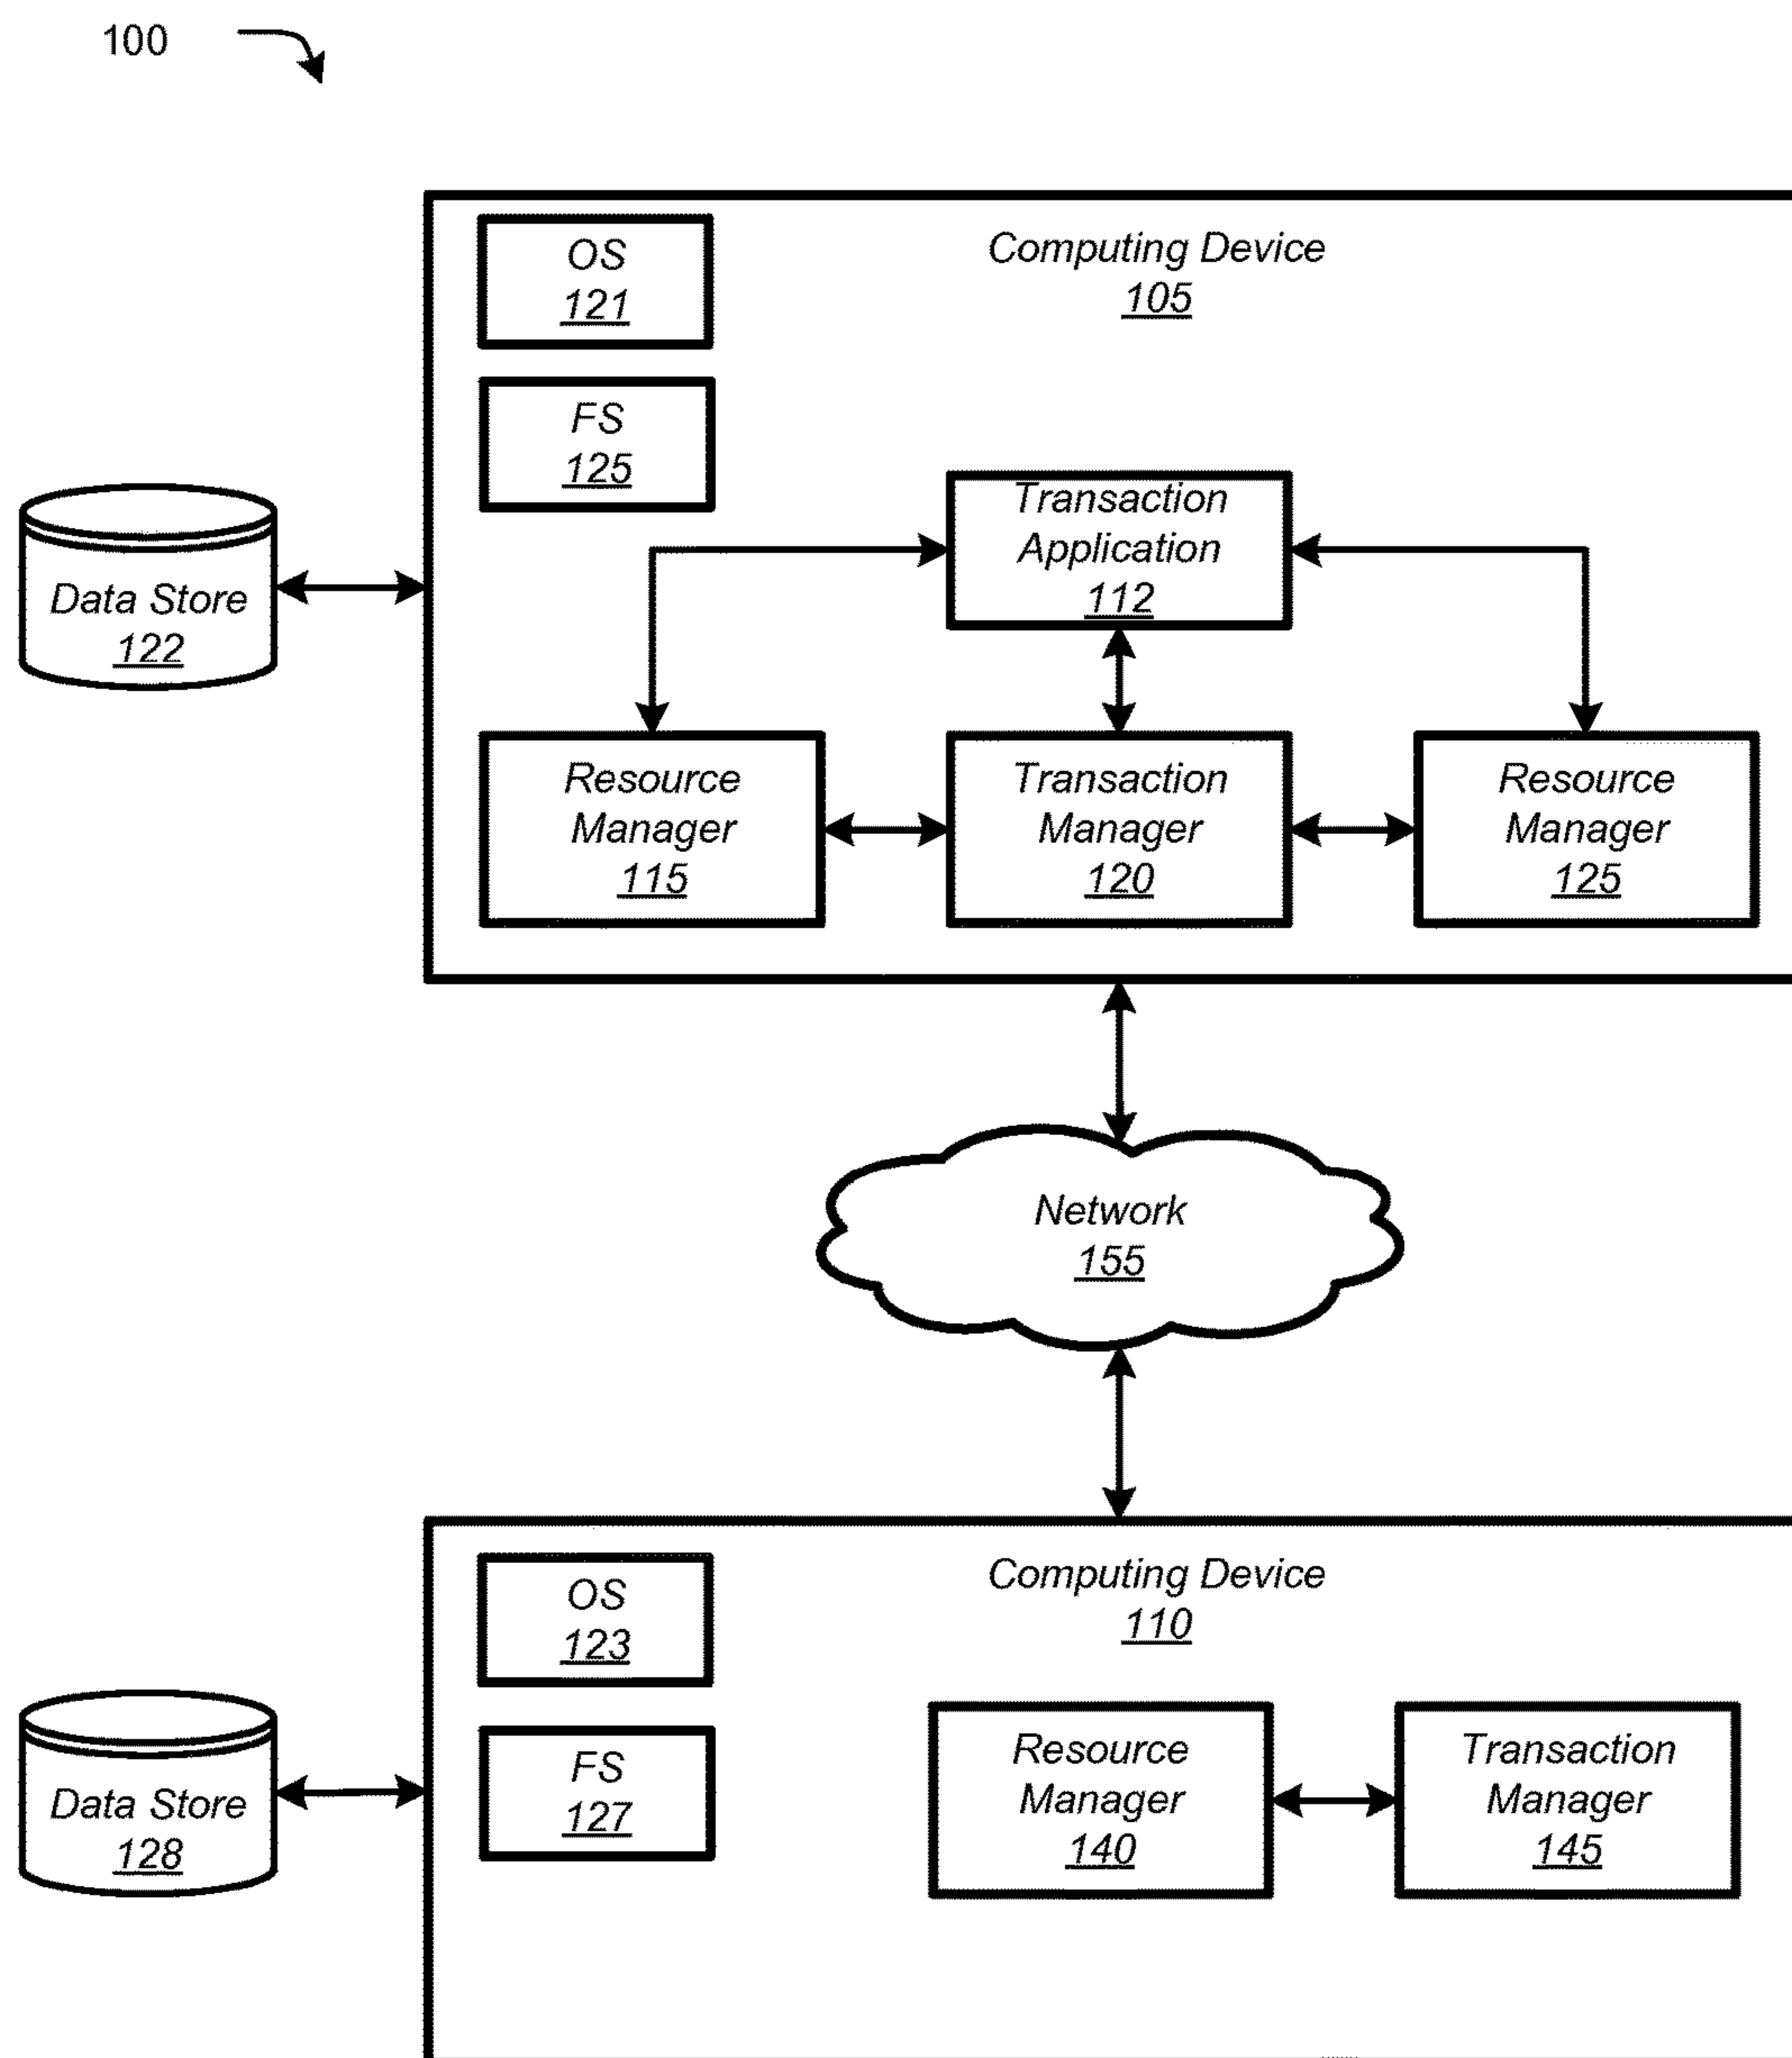 100
OS
121
Computing Device
105
FS
125
Transaction
Application
112
Data Store
122
Resource
Manager
115
Transaction
Manager
120
Resource
Manager
125
Network
155
OS
123
Computing Device
110
FS
127
Resource
Manager
140
Transaction
Manager
145
Data Store
128